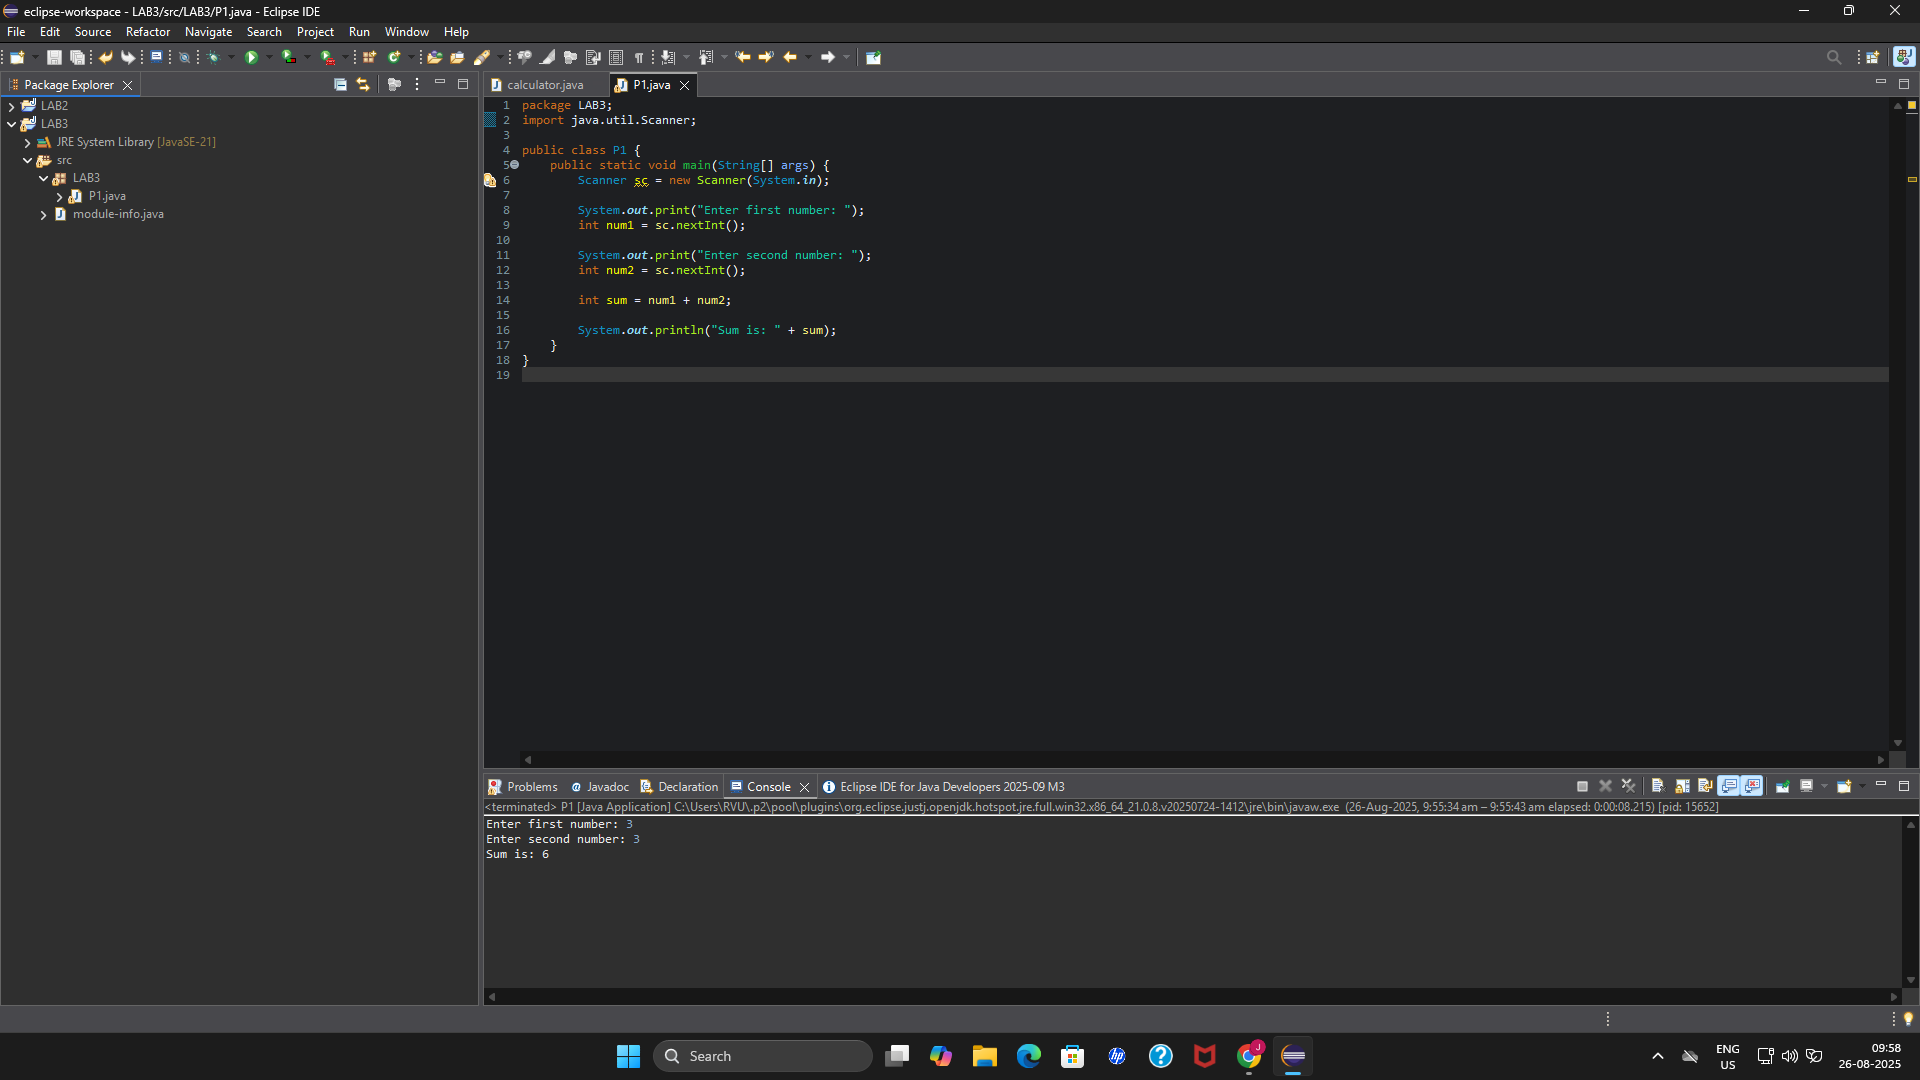 eclipse-workspace - LAB3/src/LAB3/P1.java - Eclipse IDE
File Edit Source Refactor Navigate Search Project Run Window Help
Package Explorer
LAB2
LAB3
JRE System Library [JavaSE-21]
src
LAB3
P1.java
module-info.java
calculator.java P1.java
1 package LAB3;
2 import java.util.Scanner;
3
4 public class P1 {
5 public static void main(String[] args) {
6 Scanner sc = new Scanner(System.in);
7
8 System.out.print("Enter first number: ");
9 int num1 = sc.nextInt();
10
11 System.out.print("Enter second number: ");
12 int num2 = sc.nextInt();
13
14 int sum = num1 + num2;
15
16 System.out.println("Sum is: " + sum);
17 }
18 }
19
Problems Javadoc Declaration Console Eclipse IDE for Java Developers 2025-09 M3
<terminated> P1 [Java Application] C:\Users\RVU\.p2\pool\plugins\org.eclipse.justj.openjdk.hotspot.jre.full.win32.x86_64_21.0.8.v20250724-1412\jre\bin\javaw.exe (26-Aug-2025, 9:55:34 am – 9:55:43 am elapsed: 0:00:08.215) [pid: 15652]
Enter first number: 3
Enter second number: 3
Sum is: 6
Search
hp
J
ENG
US
09:58
26-08-2025